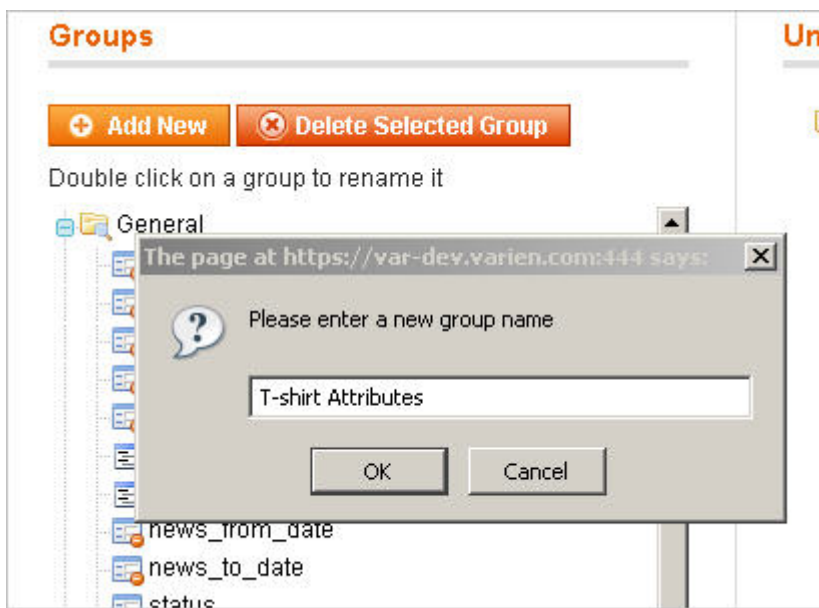 Groups
Un
Add New
Delete Selected Group
Double click on a group to rename it
General
The page at https://var-dev.varien.com:444 says:
Please enter a new group name
T-shirt Attributes
OK
Cancel
news_from_date
news_to_date
status